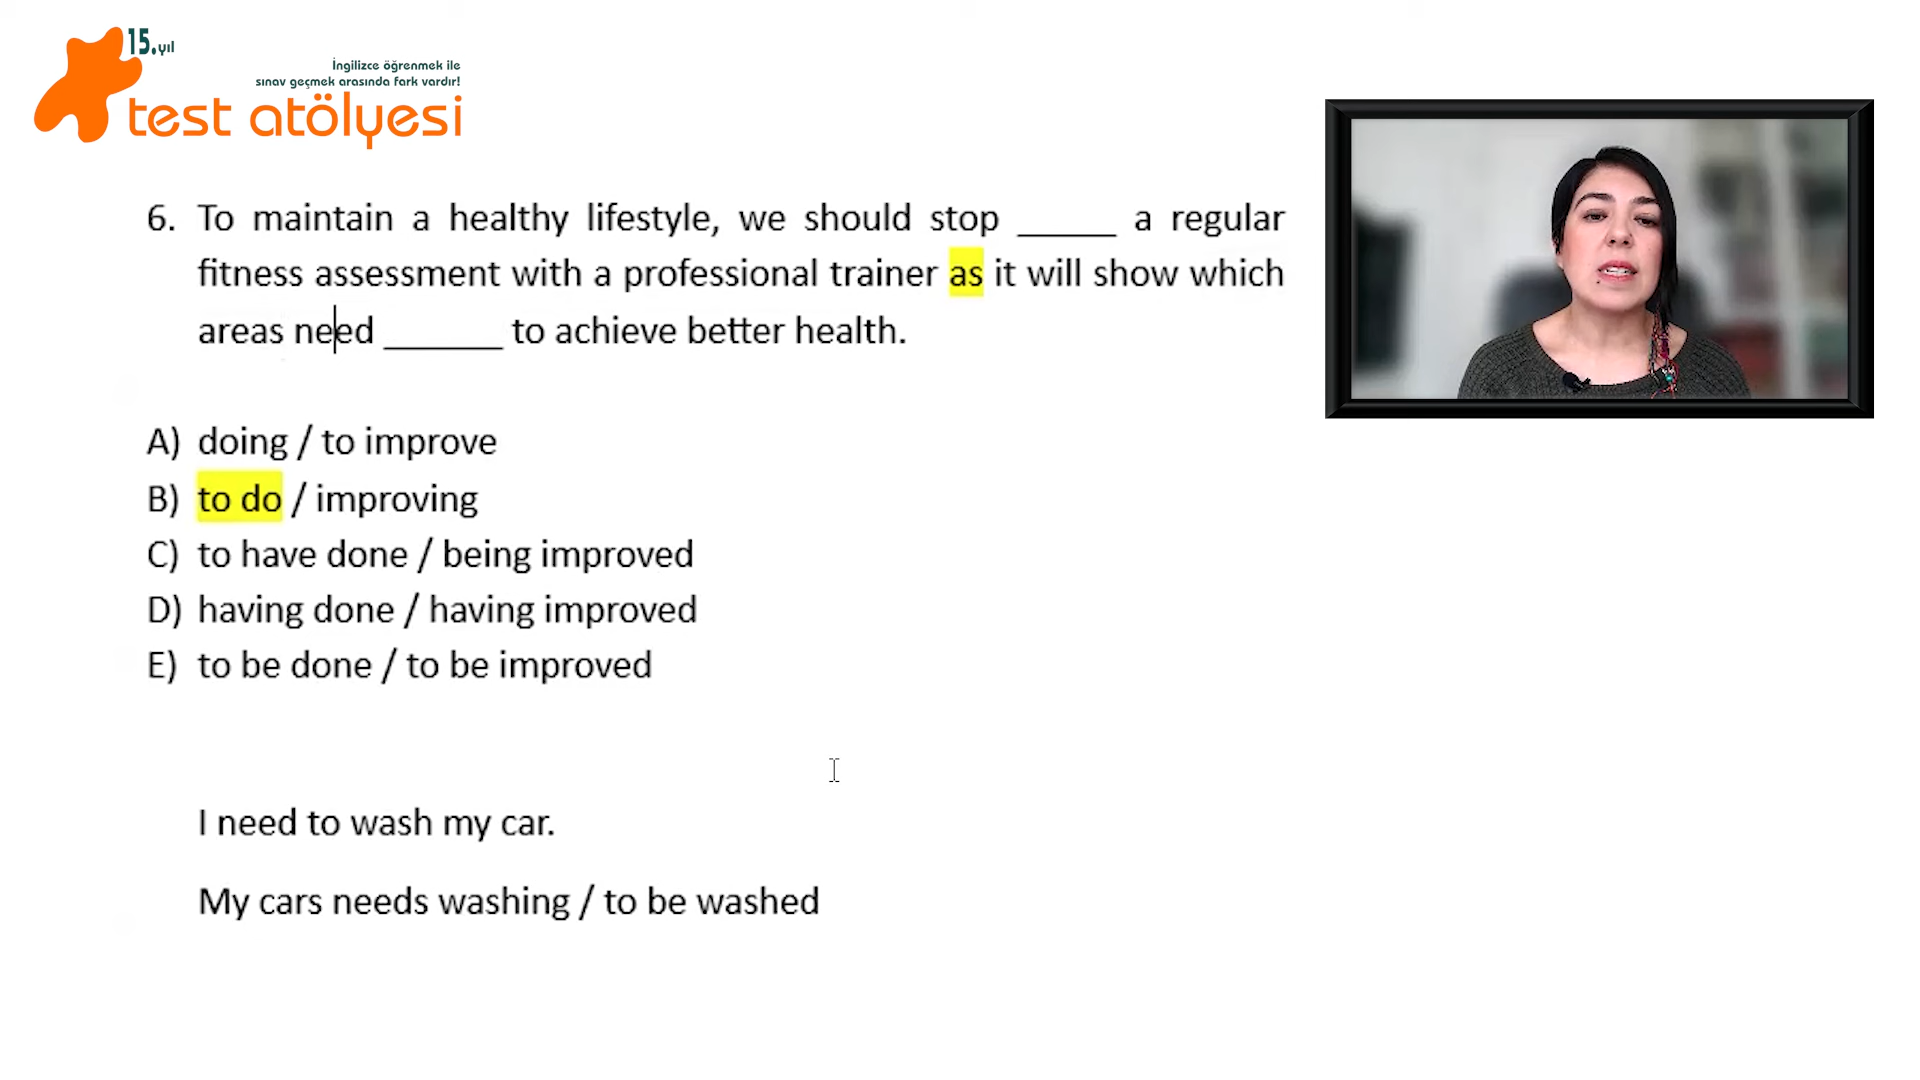 15.yıl
İngilizce öğrenmek ile
sınav geçmek arasında fark vardır!
test atölyesi
6. To maintain a healthy lifestyle, we should stop _____ a regular
fitness assessment with a professional trainer as it will show which
areas need ______ to achieve better health.
A) doing / to improve
B) to do / improving
C) to have done / being improved
D) having done / having improved
E) to be done / to be improved
I need to wash my car.
My cars needs washing / to be washed